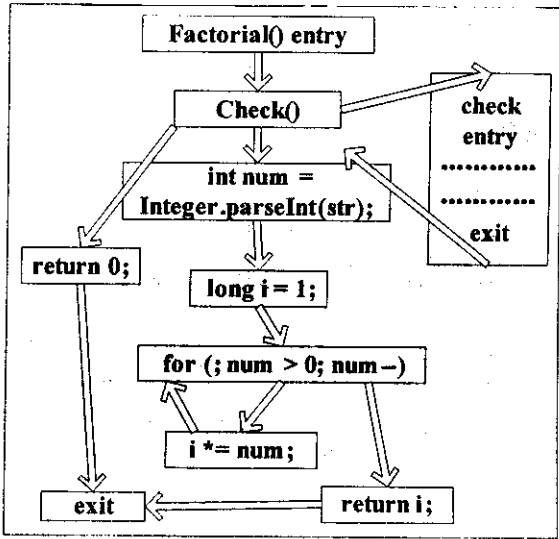 Factorial() entry
Check()
check
entry
.............
.............
exit
int num =
Integer.parseInt(str);
return 0;
long i = 1;
for (; num > 0; num–)
i *= num;
exit
return i;